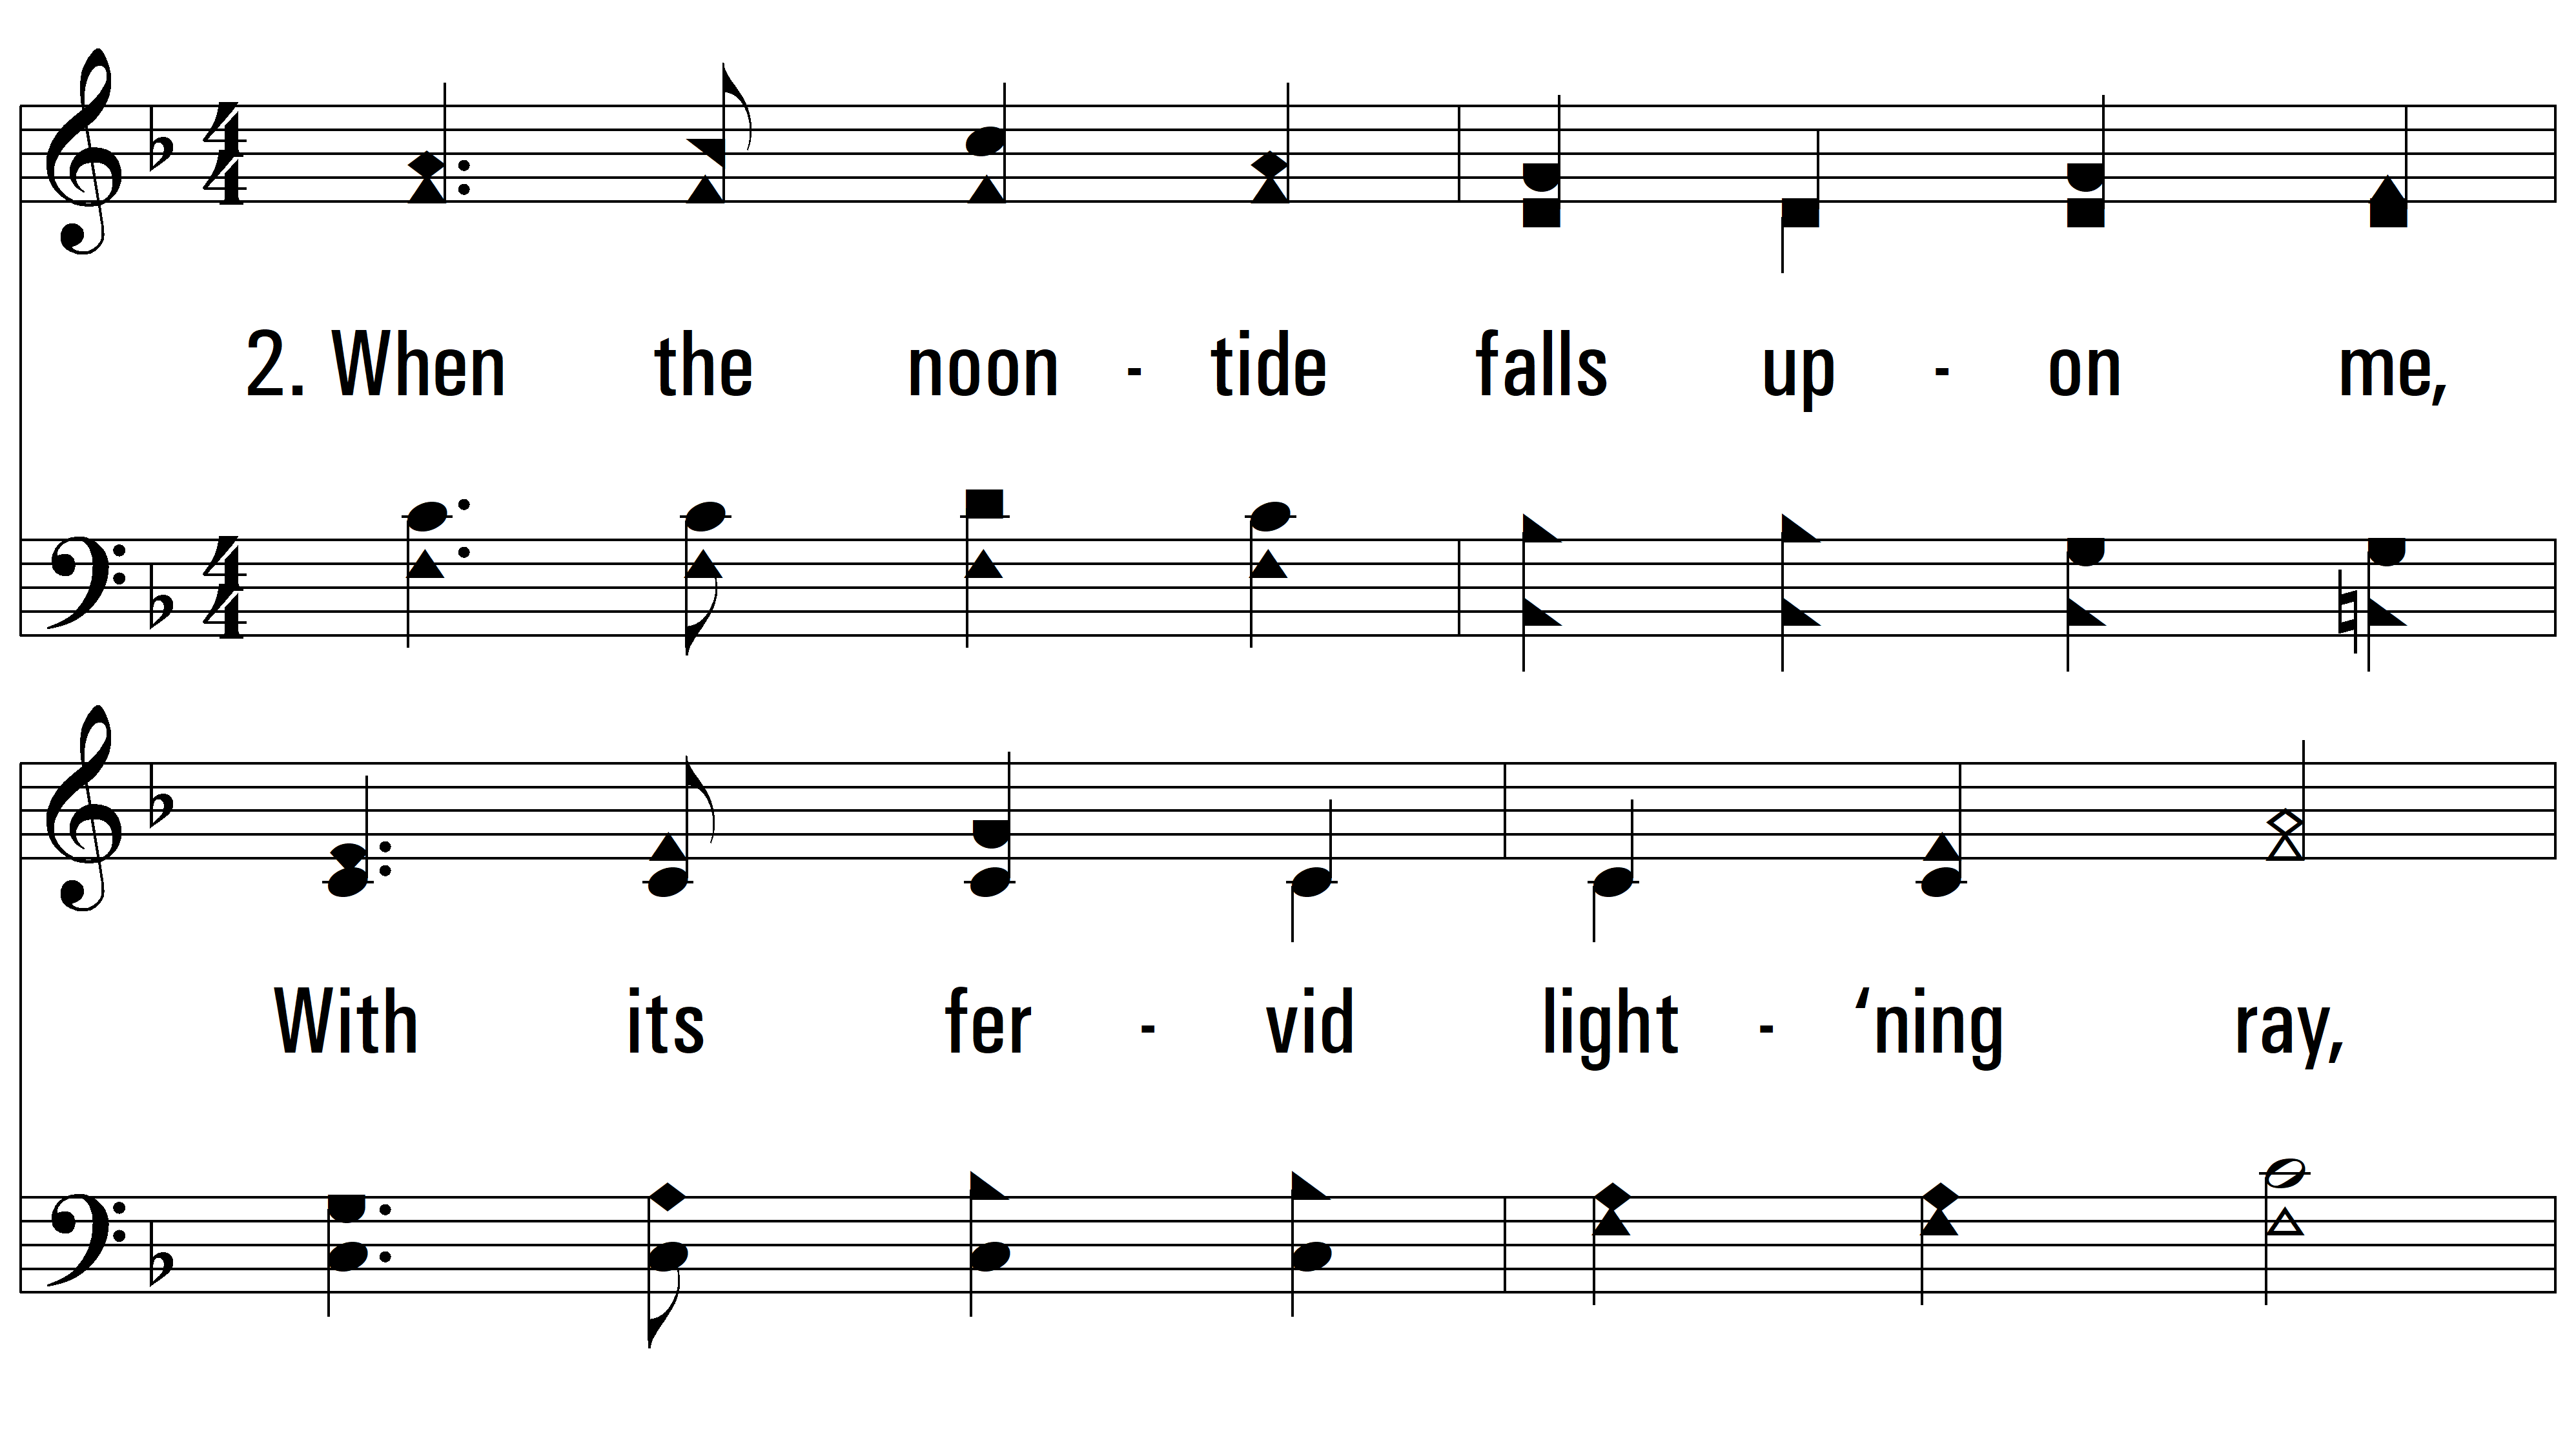 2. When the noon - tide falls up - on me,
With its fer - vid light - ‘ning ray,